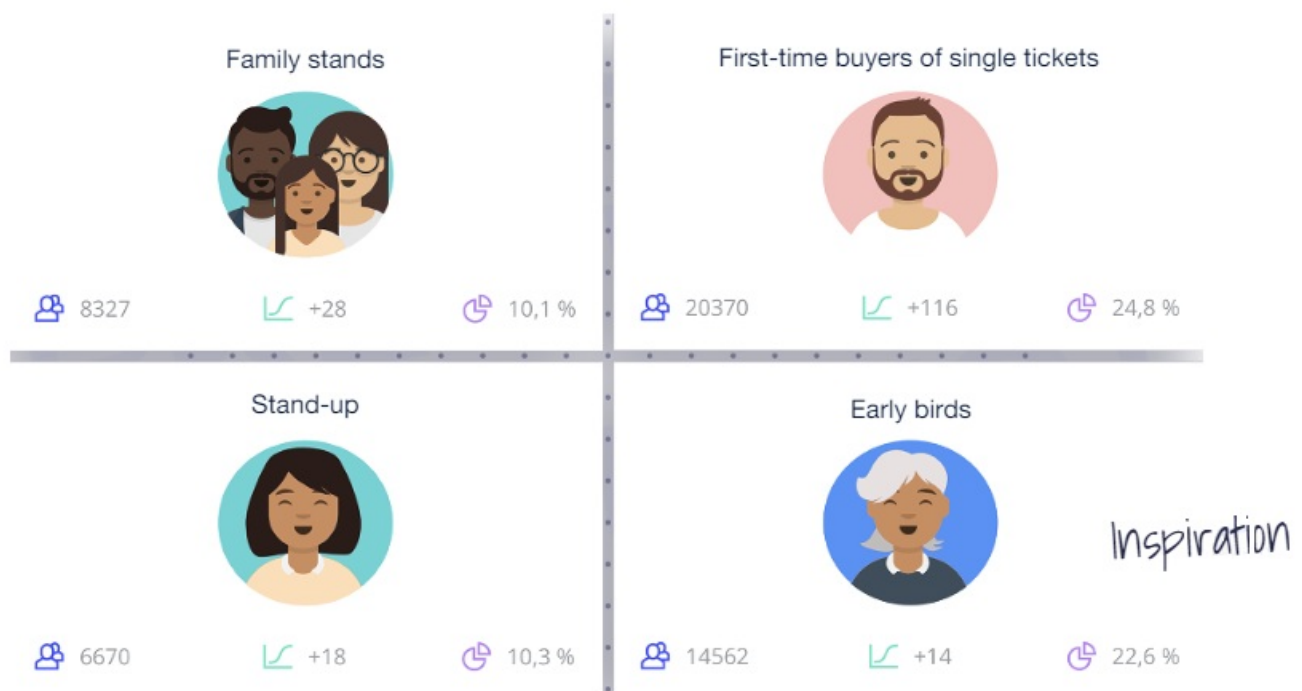 Family stands
8327
+28
10,1 %
First-time buyers of single tickets
20370
+116
24,8 %
Stand-up
6670
+18
10,3 %
Early birds
14562
+14
22,6 %
Inspiration